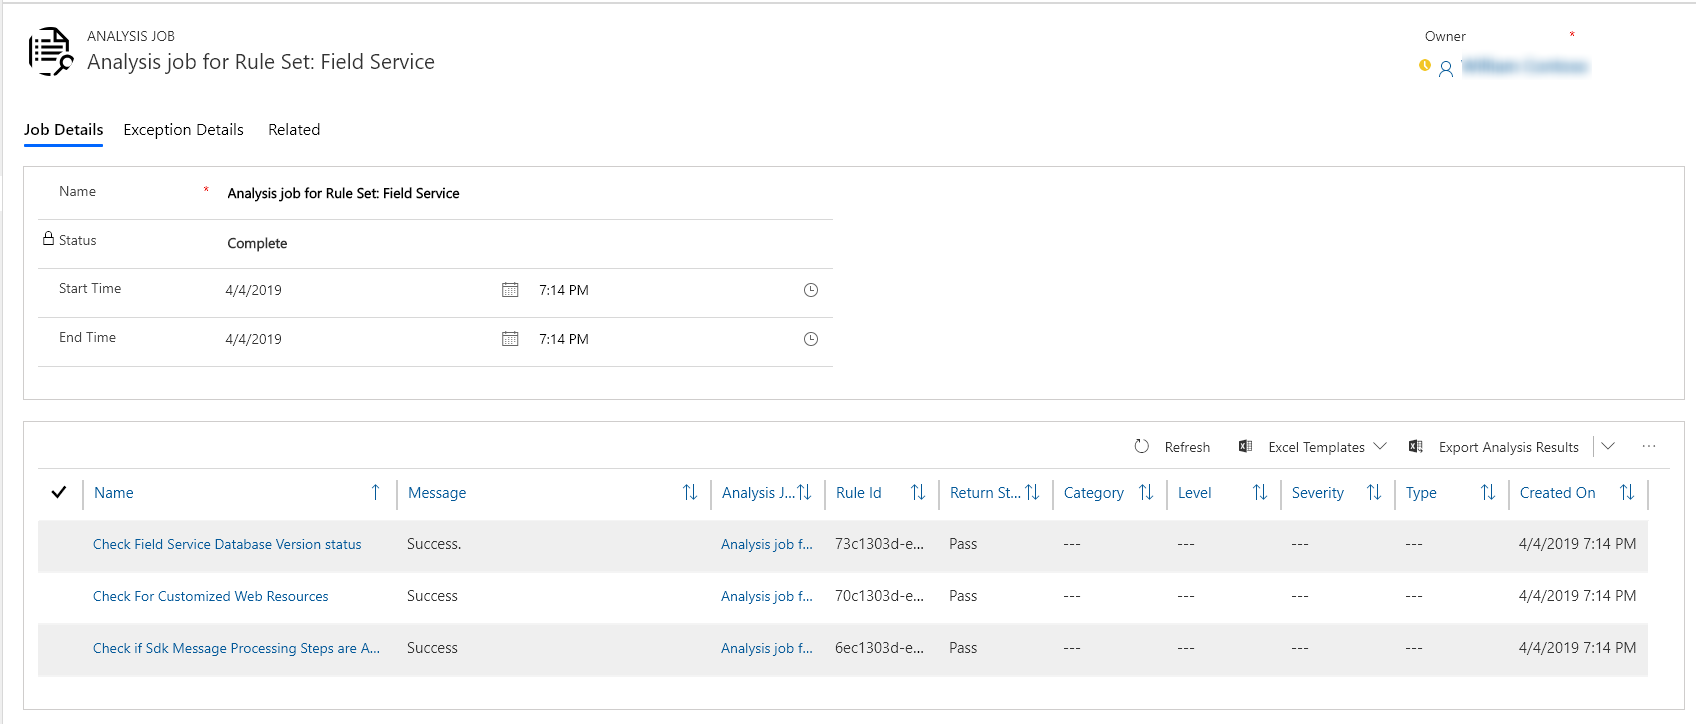 ANALYSIS JOB
Analysis job for Rule Set: Field Service
Owner *
Job Details Exception Details Related
Name * Analysis job for Rule Set: Field Service
Status Complete
Start Time 4/4/2019 7:14 PM
End Time 4/4/2019 7:14 PM
Refresh Excel Templates Export Analysis Results ...
Name Message Analysis J... Rule Id Return St... Category Level Severity Type Created On
Check Field Service Database Version status Success. Analysis job f... 73c1303d-e... Pass --- --- --- --- 4/4/2019 7:14 PM
Check For Customized Web Resources Success Analysis job f... 70c1303d-e... Pass --- --- --- --- 4/4/2019 7:14 PM
Check if Sdk Message Processing Steps are A... Success Analysis job f... 6ec1303d-e... Pass --- --- --- --- 4/4/2019 7:14 PM